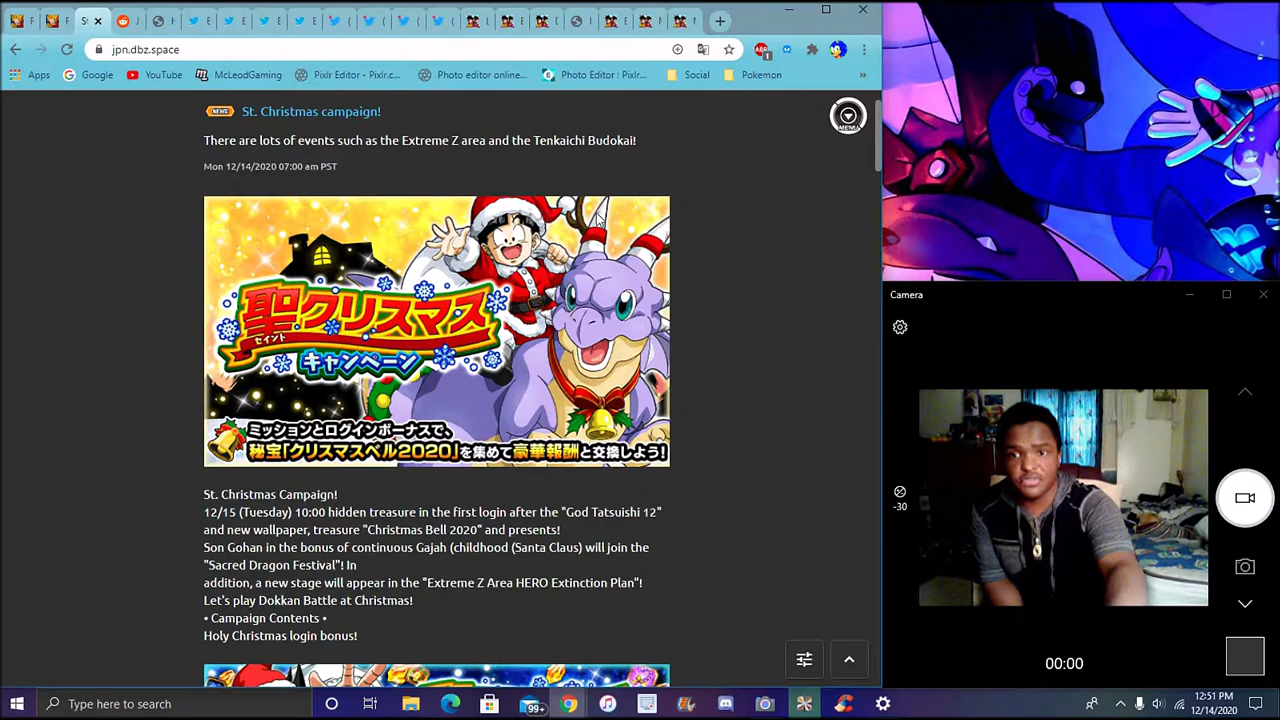 S
jpn.dbz.space
Apps
Google
YouTube
McLeodGaming
Pixlr Editor - Pixlr.c...
Photo editor online...
Photo Editor : Pixlr...
Social
Pokemon
»
NEWS
St. Christmas campaign!
MENU
There are lots of events such as the Extreme Z area and the Tenkaichi Budokai!
Mon 12/14/2020 07:00 am PST
聖クリスマス
セイント
キャンペーン
ミッションとログインボーナスで、
秘宝「クリスマスベル2020」を集めて豪華報酬と交換しよう!
St. Christmas Campaign!
12/15 (Tuesday) 10:00 hidden treasure in the first login after the "God Tatsuishi 12"
and new wallpaper, treasure "Christmas Bell 2020" and presents!
Son Gohan in the bonus of continuous Gajah (childhood (Santa Claus) will join the
"Sacred Dragon Festival"! In
addition, a new stage will appear in the "Extreme Z Area HERO Extinction Plan"!
Let's play Dokkan Battle at Christmas!
• Campaign Contents •
Holy Christmas login bonus!
Camera
-30
00:00
Type here to search
99+
12:51 PM
12/14/2020